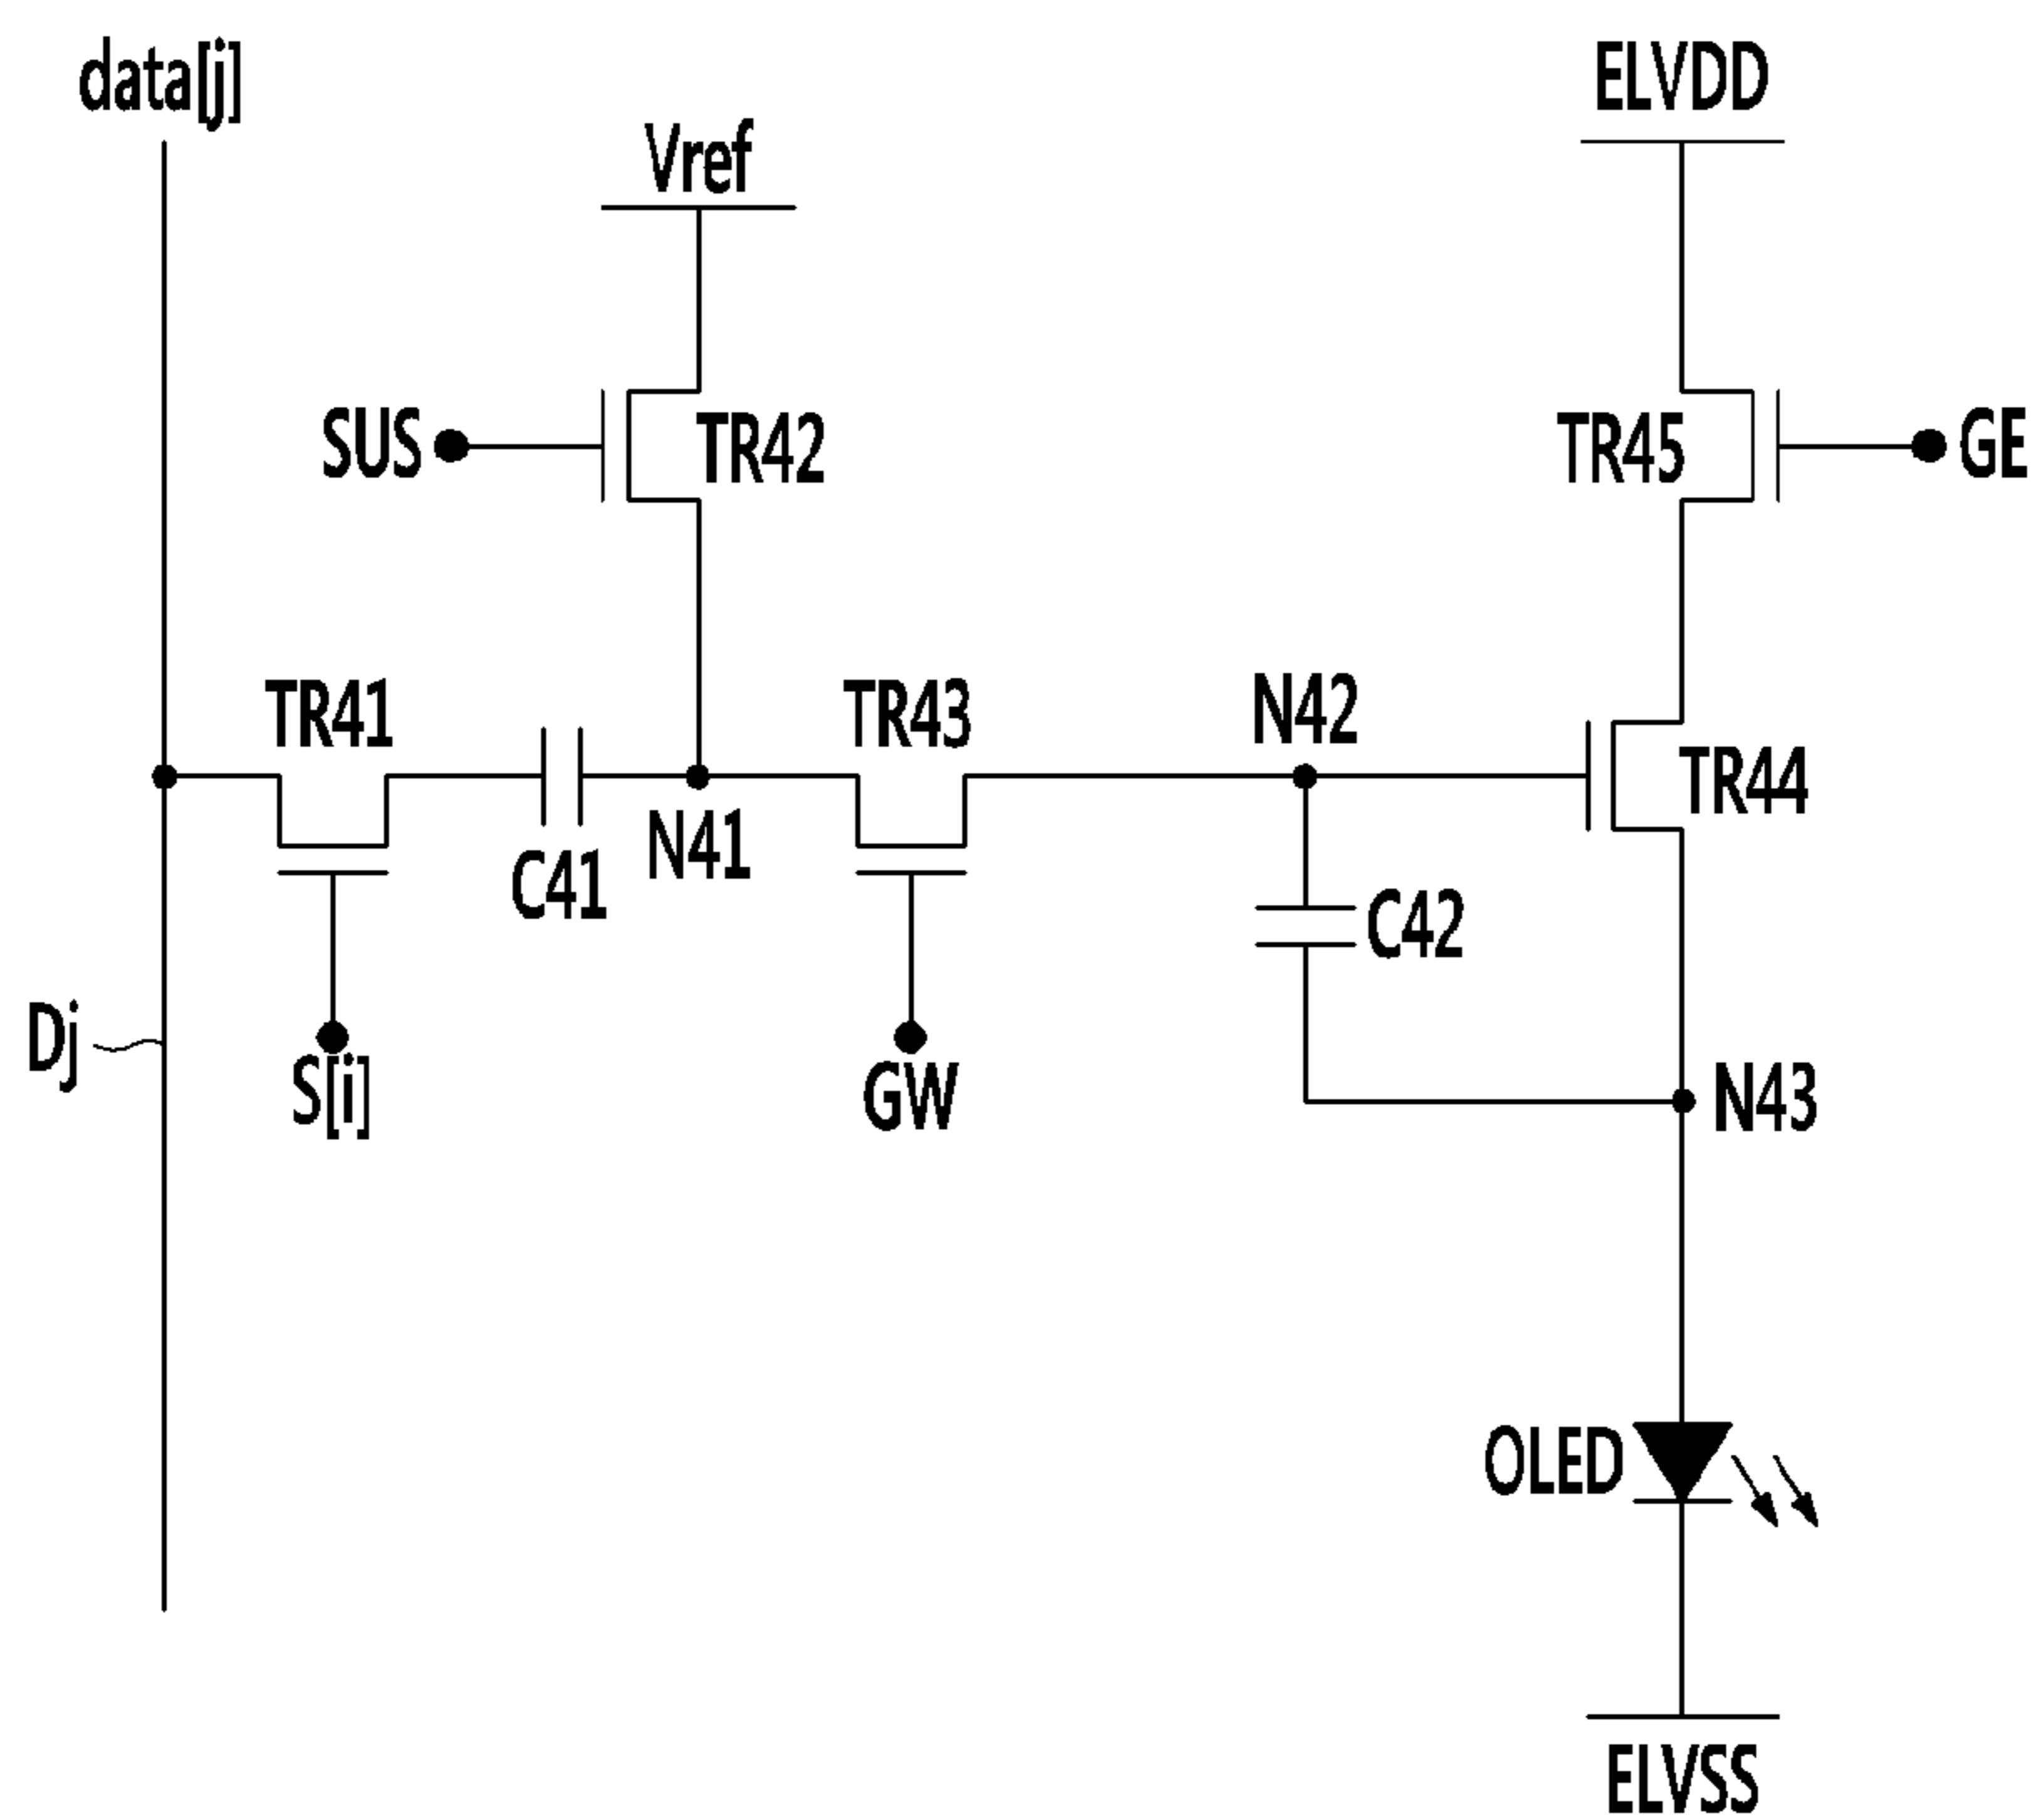 data[j]
ELVDD
Vref
SUS
TR42
TR45
GE
TR41
TR43
N42
TR44
C41
N41
C42
Dj
S[i]
GW
N43
OLED
ELVSS